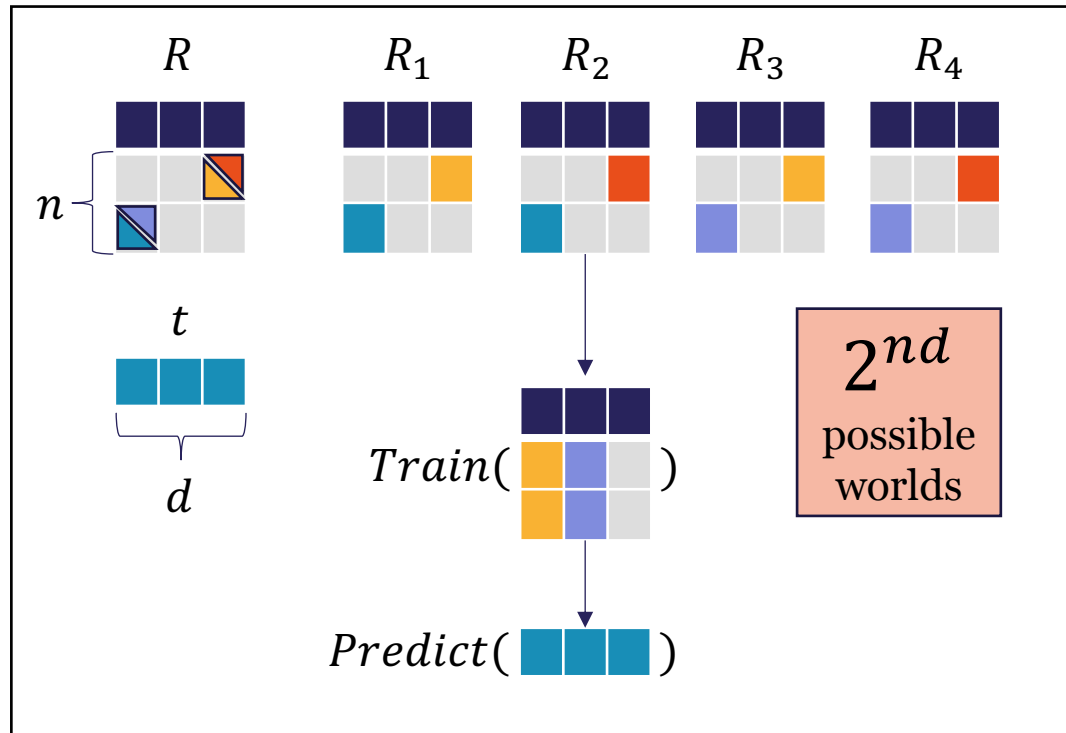 R R₁ R₂ R₃ R₄
n
t
d
Train( )
Predict( )
2ⁿᵈ
possible
worlds